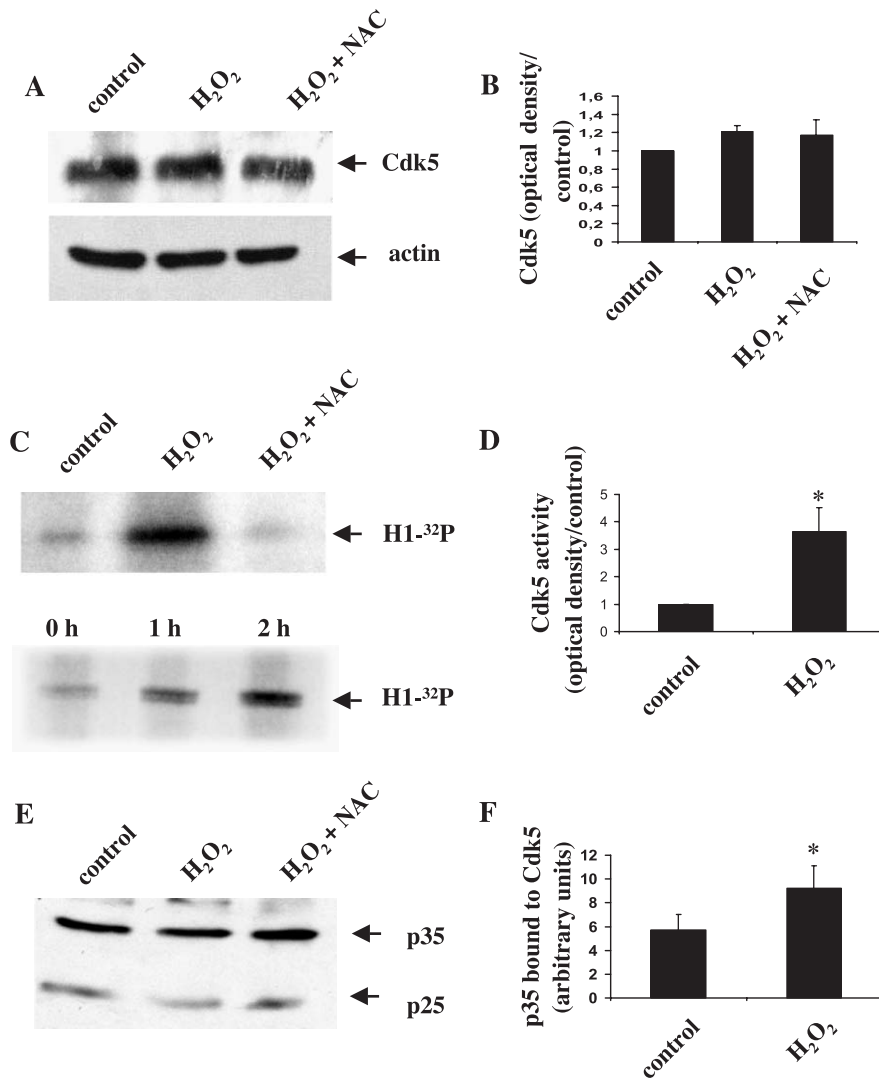 A
control
H₂O₂
H₂O₂ + NAC
Cdk5
actin
B
Cdk5 (optical density/
control)
1,6
1,4
1,2
1
0,8
0,6
0,4
0,2
0
control
H₂O₂
H₂O₂ + NAC
C
control
H₂O₂
H₂O₂ + NAC
H1-³²P
0 h 1 h 2 h
H1-³²P
D
Cdk5 activity
(optical density/control)
5
4
3
2
1
0
*
control
H₂O₂
E
control
H₂O₂
H₂O₂ + NAC
p35
p25
F
p35 bound to Cdk5
(arbitrary units)
12
10
8
6
4
2
0
*
control
H₂O₂